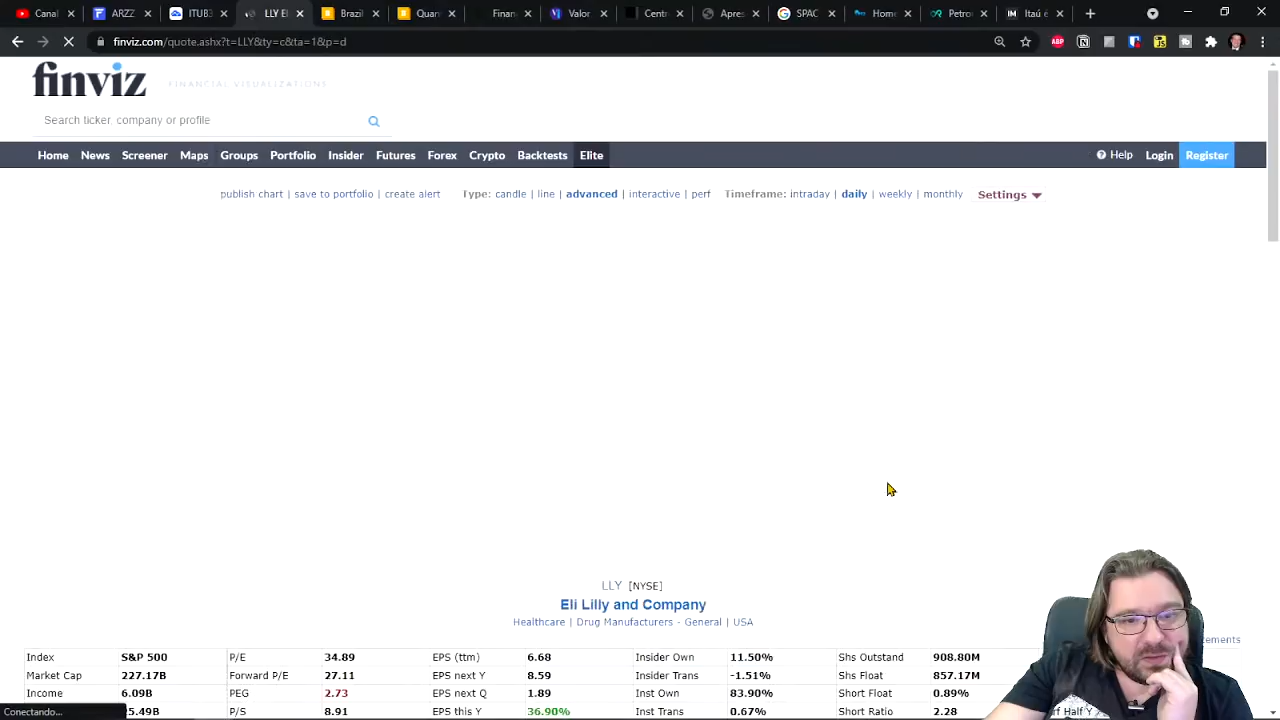 Canal
ARZZ
ITUB3
LLY El
Brazil
Quan
Finan
Valor
Centr
Apres
SPAC
Home
Petro
Itaú e
finviz.com/quote.ashx?t=LLY&ty=c&ta=1&p=d
finviz FINANCIAL VISUALIZATIONS
Search ticker, company or profile
Home News Screener Maps Groups Portfolio Insider Futures Forex Crypto Backtests Elite Help Login Register
publish chart | save to portfolio | create alert Type: candle | line | advanced | interactive | perf Timeframe: intraday | daily | weekly | monthly Settings
LLY [NYSE]
Eli Lilly and Company
Healthcare | Drug Manufacturers - General | USA
Index S&P 500 P/E 34.89 EPS (ttm) 6.68 Insider Own 11.50% Shs Outstand 908.80M
Market Cap 227.17B Forward P/E 27.11 EPS next Y 8.59 Insider Trans -1.51% Shs Float 857.17M
Income 6.09B PEG 2.73 EPS next Q 1.89 Inst Own 83.90% Short Float 0.89%
5.49B P/S 8.91 EPS this Y 36.90% Inst Trans 0.67% Short Ratio 2.28
Conectando...